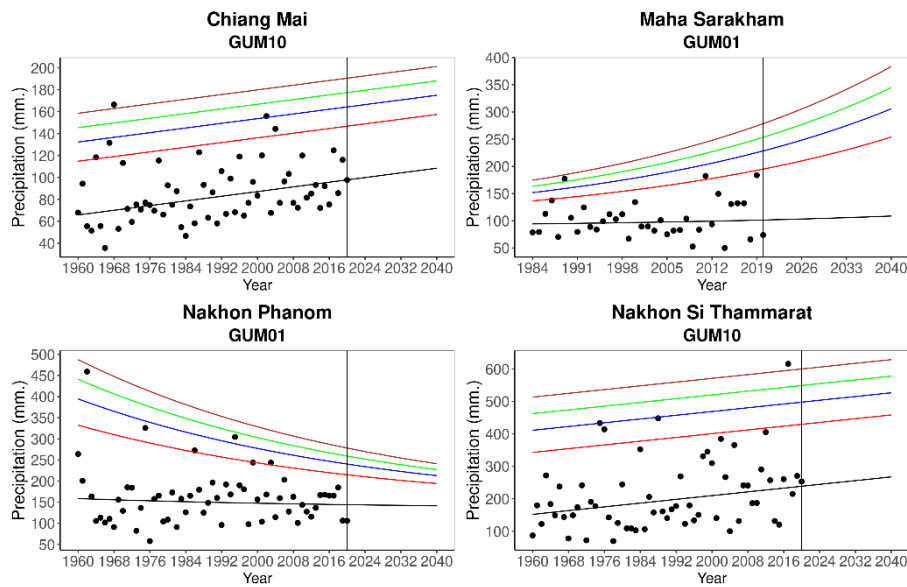 Chiang Mai
GUM10
Precipitation (mm.)
200
180
160
140
120
100
80
60
40
1960 1968 1976 1984 1992 2000 2008 2016 2024 2032 2040
Year
Maha Sarakham
GUM01
Precipitation (mm.)
400
350
300
250
200
150
100
50
1984 1991 1998 2005 2012 2019 2026 2033 2040
Year
Nakhon Phanom
GUM01
Precipitation (mm.)
500
450
400
350
300
250
200
150
100
50
1960 1968 1976 1984 1992 2000 2008 2016 2024 2032 2040
Year
Nakhon Si Thammarat
GUM10
Precipitation (mm.)
600
500
400
300
200
100
1960 1968 1976 1984 1992 2000 2008 2016 2024 2032 2040
Year